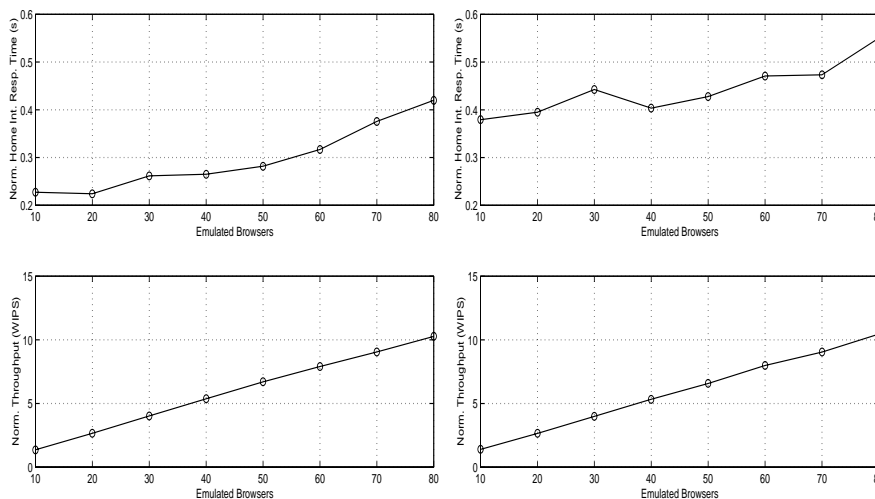 0.6
0.5
0.4
0.3
0.2
Norm. Home Int. Resp. Time (s)
10 20 30 40 50 60 70 80
Emulated Browsers
0.6
0.5
0.4
0.3
0.2
Norm. Home Int. Resp. Time (s)
10 20 30 40 50 60 70 8
Emulated Browsers
15
10
5
0
Norm. Throughput (WIPS)
10 20 30 40 50 60 70 80
Emulated Browsers
15
10
5
0
Norm. Throughput (WIPS)
10 20 30 40 50 60 70 8
Emulated Browsers